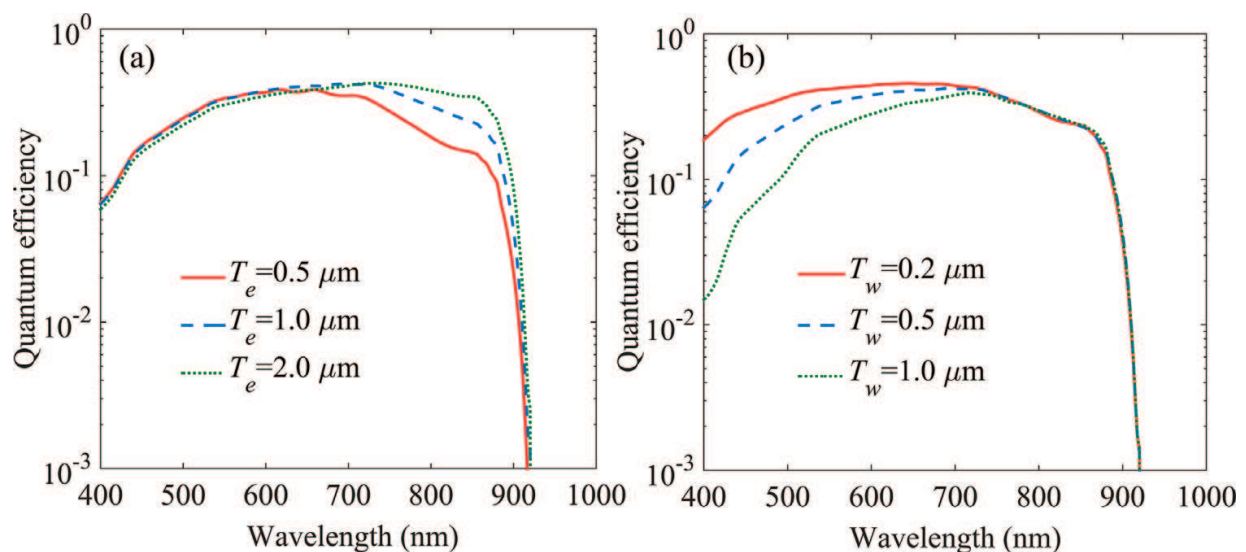 (a)
10^0
10^-1
10^-2
10^-3
Quantum efficiency
T_e=0.5 μm
T_e=1.0 μm
T_e=2.0 μm
400 500 600 700 800 900 1000
Wavelength (nm)
(b)
10^0
10^-1
10^-2
10^-3
Quantum efficiency
T_w=0.2 μm
T_w=0.5 μm
T_w=1.0 μm
400 500 600 700 800 900 1000
Wavelength (nm)